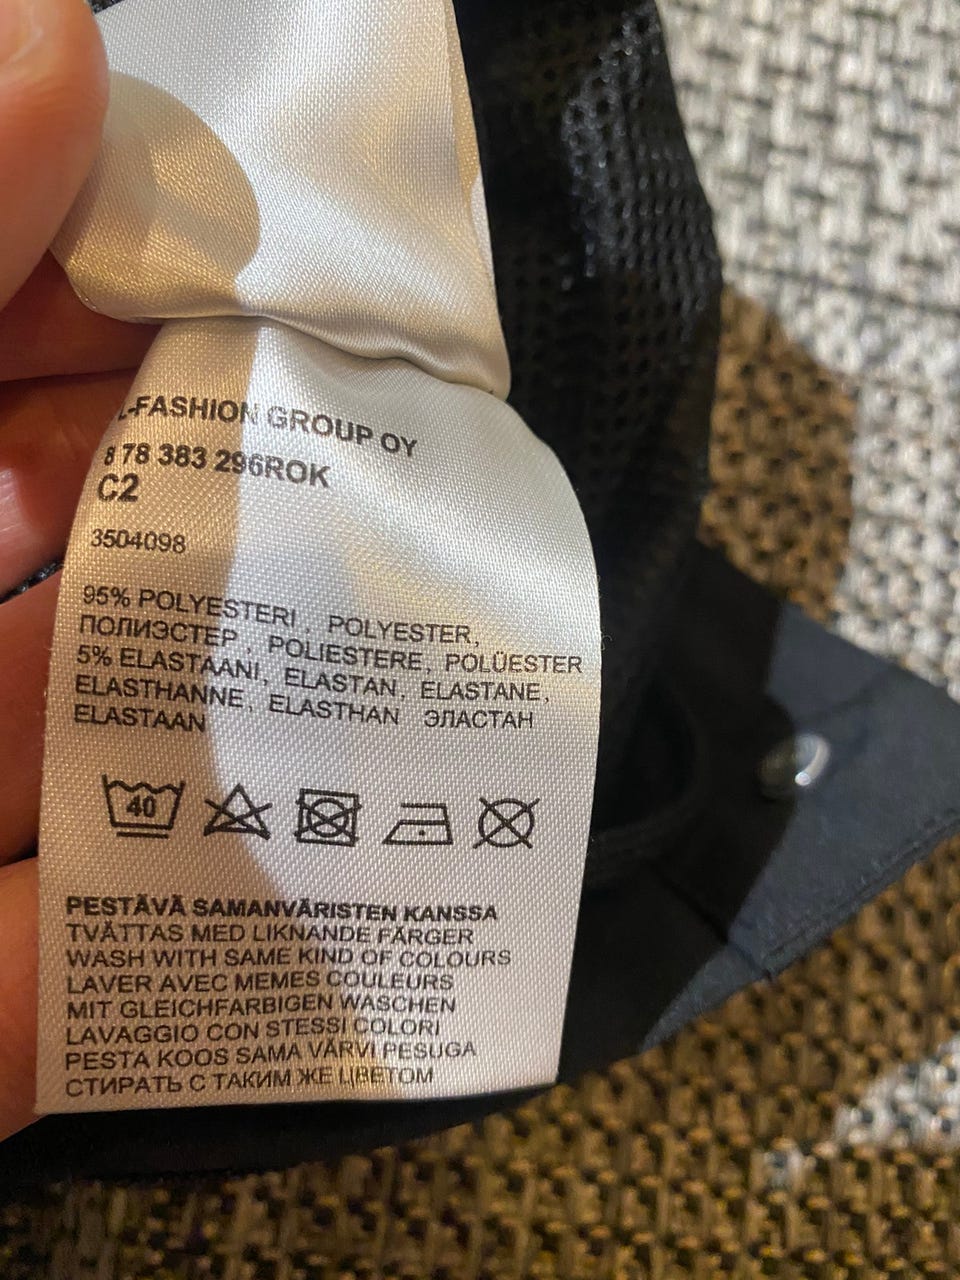 L-FASHION GROUP OY
8 78 383 296ROK
C2
3504098
95% POLYESTERI , POLYESTER,
ПОЛИЭСТЕР , POLIESTERE, POLÜESTER
5% ELASTAANI, ELASTAN, ELASTANE,
ELASTHANNE, ELASTHAN ЭЛАСТАН
ELASTAAN
40
PESTÄVÄ SAMANVÄRISTEN KANSSA
TVÄTTAS MED LIKNANDE FÄRGER
WASH WITH SAME KIND OF COLOURS
LAVER AVEC MEMES COULEURS
MIT GLEICHFARBIGEN WASCHEN
LAVAGGIO CON STESSI COLORI
PESTA KOOS SAMA VÄRVI PESUGA
СТИРАТЬ С ТАКИМ ЖЕ ЦВЕТОМ